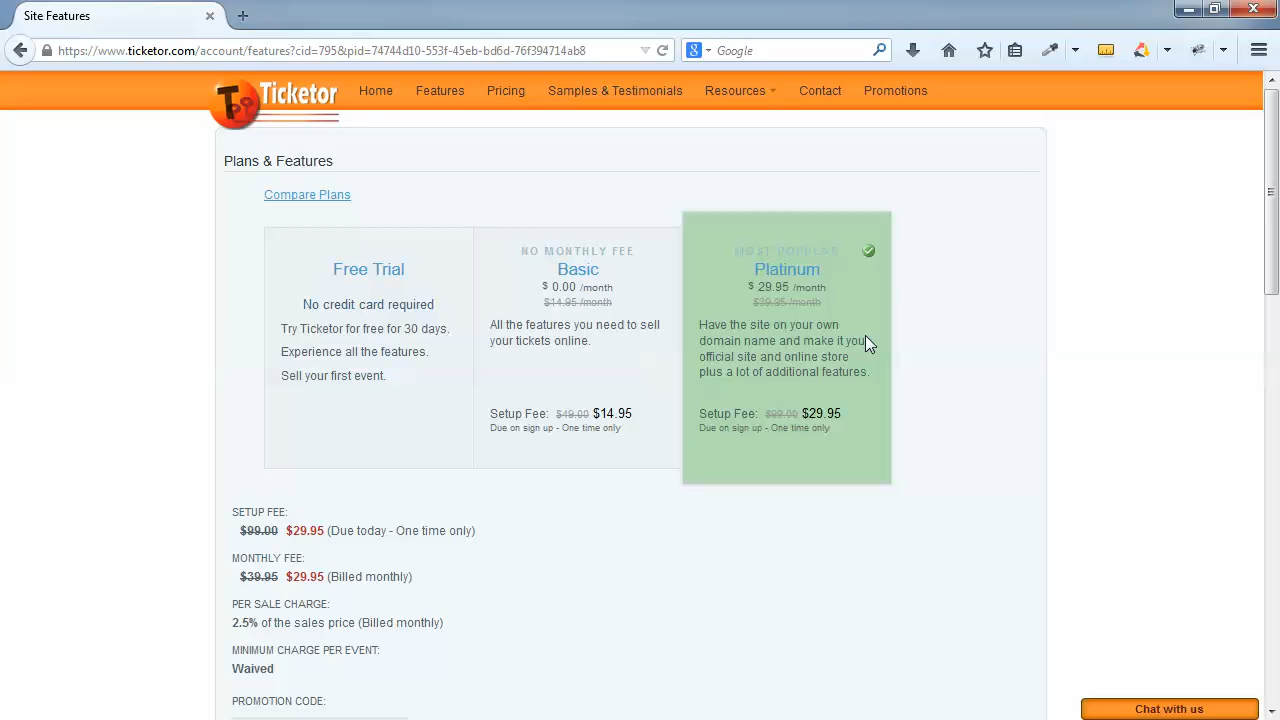 Site Features
https://www.ticketor.com/account/features?cid=795&pid=74744d10-553f-45eb-bd6d-76f394714ab8
Google
Ticketor
Home Features Pricing Samples & Testimonials Resources Contact Promotions
Plans & Features
Compare Plans
Free Trial
No credit card required
Try Ticketor for free for 30 days.
Experience all the features.
Sell your first event.
NO MONTHLY FEE
Basic
$ 0.00 /month
$14.95 /month
All the features you need to sell
your tickets online.
Setup Fee: $49.00 $14.95
Due on sign up - One time only
MOST POPULAR
Platinum
$ 29.95 /month
$39.95 /month
Have the site on your own
domain name and make it you
official site and online store
plus a lot of additional features.
Setup Fee: $99.00 $29.95
Due on sign up - One time only
SETUP FEE:
$99.00 $29.95 (Due today - One time only)
MONTHLY FEE:
$39.95 $29.95 (Billed monthly)
PER SALE CHARGE:
2.5% of the sales price (Billed monthly)
MINIMUM CHARGE PER EVENT:
Waived
PROMOTION CODE:
Chat with us